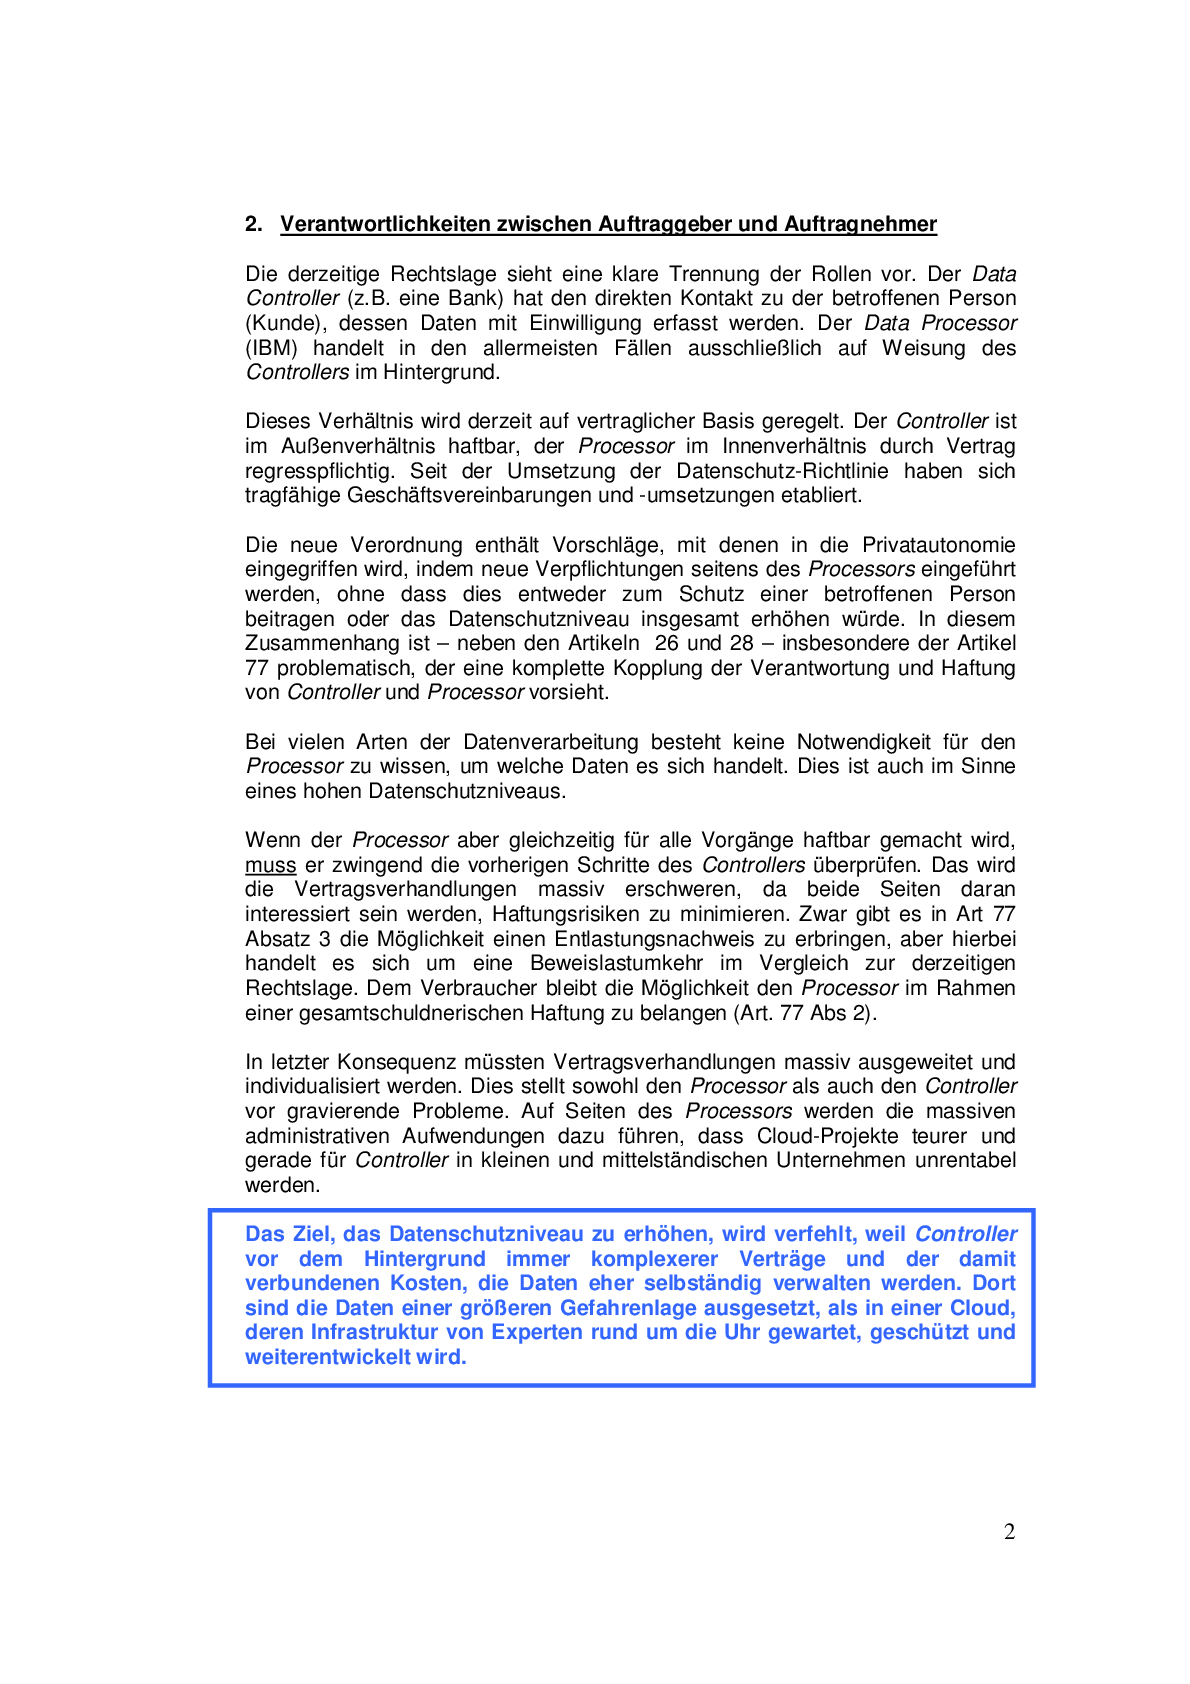 2. Verantwortlichkeiten zwischen Auftraggeber und Auftragnehmer
Die derzeitige Rechtslage sieht eine klare Trennung der Rollen vor. Der Data
Controller (z.B. eine Bank) hat den direkten Kontakt zu der betroffenen Person
(Kunde), dessen Daten mit Einwilligung erfasst werden. Der Data Processor
(IBM) handelt in den allermeisten Fällen ausschließlich auf Weisung des
Controllers im Hintergrund.
Dieses Verhältnis wird derzeit auf vertraglicher Basis geregelt. Der Controller ist
im Außenverhältnis haftbar, der Processor im Innenverhältnis durch Vertrag
regresspflichtig. Seit der Umsetzung der Datenschutz-Richtlinie haben sich
tragfähige Geschäftsvereinbarungen und -umsetzungen etabliert.
Die neue Verordnung enthält Vorschläge, mit denen in die Privatautonomie
eingegriffen wird, indem neue Verpflichtungen seitens des Processors eingeführt
werden, ohne dass dies entweder zum Schutz einer betroffenen Person
beitragen oder das Datenschutzniveau insgesamt erhöhen würde. In diesem
Zusammenhang ist – neben den Artikeln 26 und 28 – insbesondere der Artikel
77 problematisch, der eine komplette Kopplung der Verantwortung und Haftung
von Controller und Processor vorsieht.
Bei vielen Arten der Datenverarbeitung besteht keine Notwendigkeit für den
Processor zu wissen, um welche Daten es sich handelt. Dies ist auch im Sinne
eines hohen Datenschutzniveaus.
Wenn der Processor aber gleichzeitig für alle Vorgänge haftbar gemacht wird,
muss er zwingend die vorherigen Schritte des Controllers überprüfen. Das wird
die Vertragsverhandlungen massiv erschweren, da beide Seiten daran
interessiert sein werden, Haftungsrisiken zu minimieren. Zwar gibt es in Art 77
Absatz 3 die Möglichkeit einen Entlastungsnachweis zu erbringen, aber hierbei
handelt es sich um eine Beweislastumkehr im Vergleich zur derzeitigen
Rechtslage. Dem Verbraucher bleibt die Möglichkeit den Processor im Rahmen
einer gesamtschuldnerischen Haftung zu belangen (Art. 77 Abs 2).
In letzter Konsequenz müssten Vertragsverhandlungen massiv ausgeweitet und
individualisiert werden. Dies stellt sowohl den Processor als auch den Controller
vor gravierende Probleme. Auf Seiten des Processors werden die massiven
administrativen Aufwendungen dazu führen, dass Cloud-Projekte teurer und
gerade für Controller in kleinen und mittelständischen Unternehmen unrentabel
werden.
Das Ziel, das Datenschutzniveau zu erhöhen, wird verfehlt, weil Controller
vor dem Hintergrund immer komplexerer Verträge und der damit
verbundenen Kosten, die Daten eher selbständig verwalten werden. Dort
sind die Daten einer größeren Gefahrenlage ausgesetzt, als in einer Cloud,
deren Infrastruktur von Experten rund um die Uhr gewartet, geschützt und
weiterentwickelt wird.
2